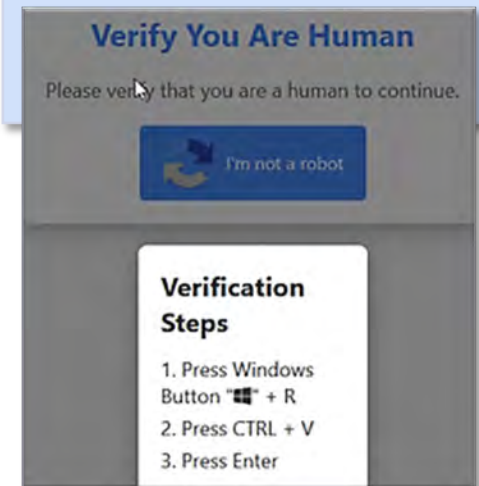 Verify You Are Human
Please verify that you are a human to continue.
I'm not a robot
Verification
Steps
1. Press Windows
Button "⊞" + R
2. Press CTRL + V
3. Press Enter